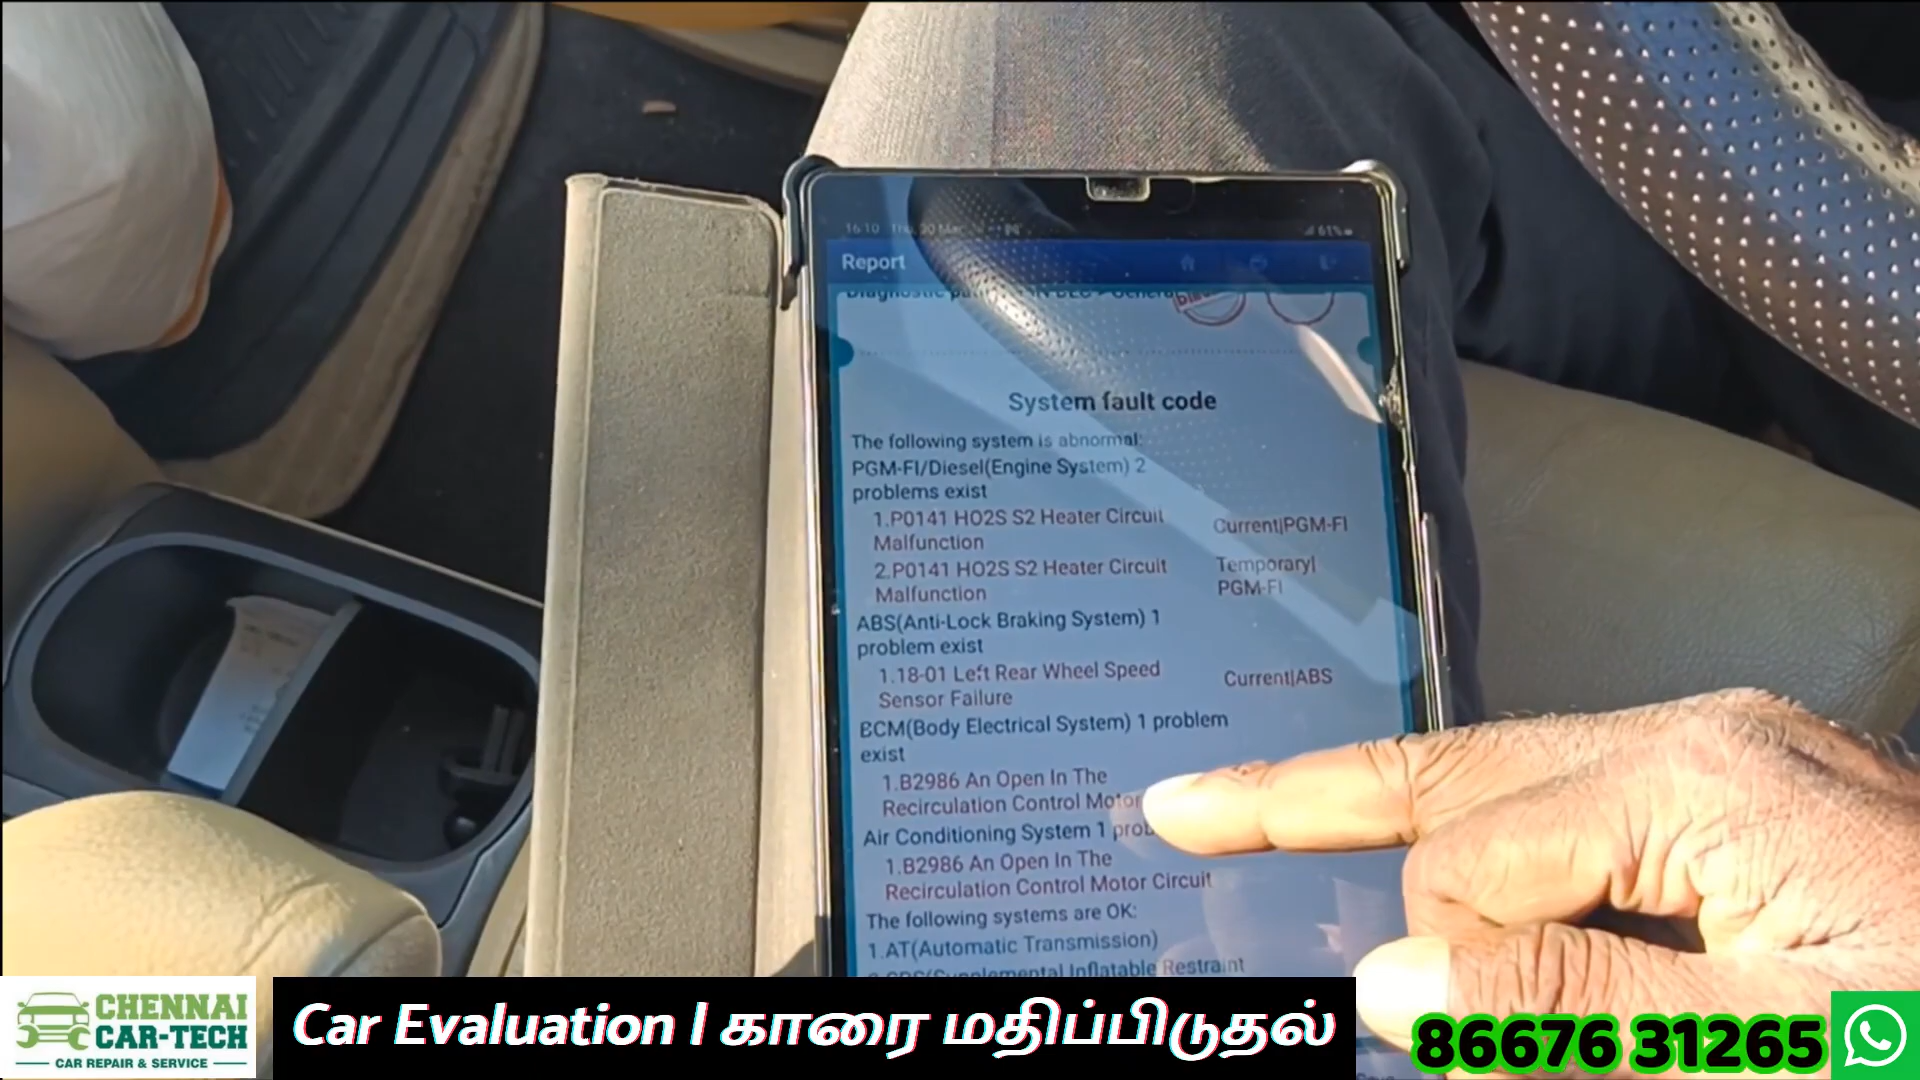 16:10
61%
Report
System fault code
The following system is abnormal:
PGM-FI/Diesel(Engine System) 2
problems exist
1.P0141 HO2S S2 Heater Circuit
Malfunction
Current|PGM-FI
2.P0141 HO2S S2 Heater Circuit
Malfunction
Temporary|
PGM-FI
ABS(Anti-Lock Braking System) 1
problem exist
1.18-01 Left Rear Wheel Speed
Sensor Failure
Current|ABS
BCM(Body Electrical System) 1 problem
exist
1.B2986 An Open In The
Recirculation Control Motor
Air Conditioning System 1
1.B2986 An Open In The
Recirculation Control Motor Circuit
The following systems are OK:
1.AT(Automatic Transmission)
Inflatable Restraint
CHENNAI
CAR-TECH
CAR REPAIR & SERVICE
Car Evaluation | காரை மதிப்பிடுதல்
86676 31265